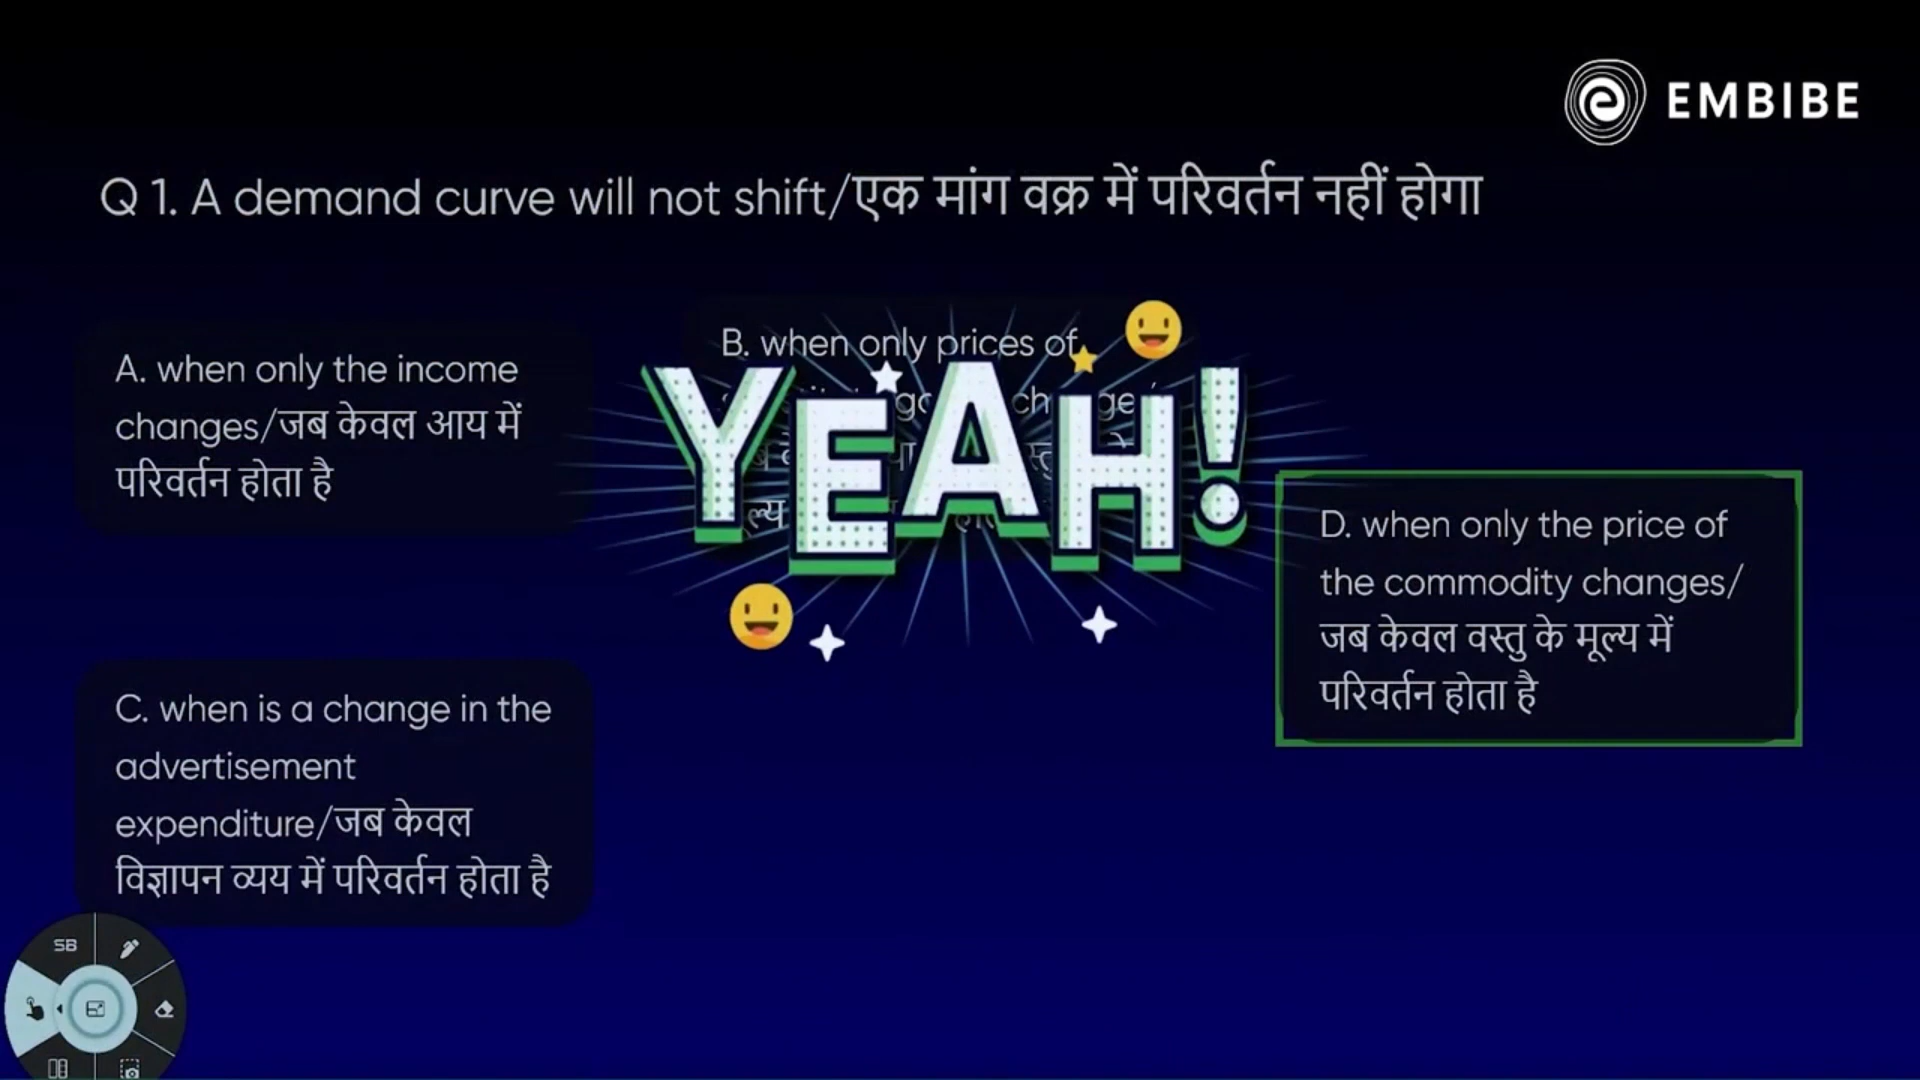 EMBIBE
Q 1. A demand curve will not shift/एक मांग वक्र में परिवर्तन नहीं होगा
A. when only the income
changes/जब केवल आय में
परिवर्तन होता है
B. when only prices of
YEAH!
D. when only the price of
the commodity changes/
जब केवल वस्तु के मूल्य में
परिवर्तन होता है
C. when is a change in the
advertisement
expenditure/जब केवल
विज्ञापन व्यय में परिवर्तन होता है
SB